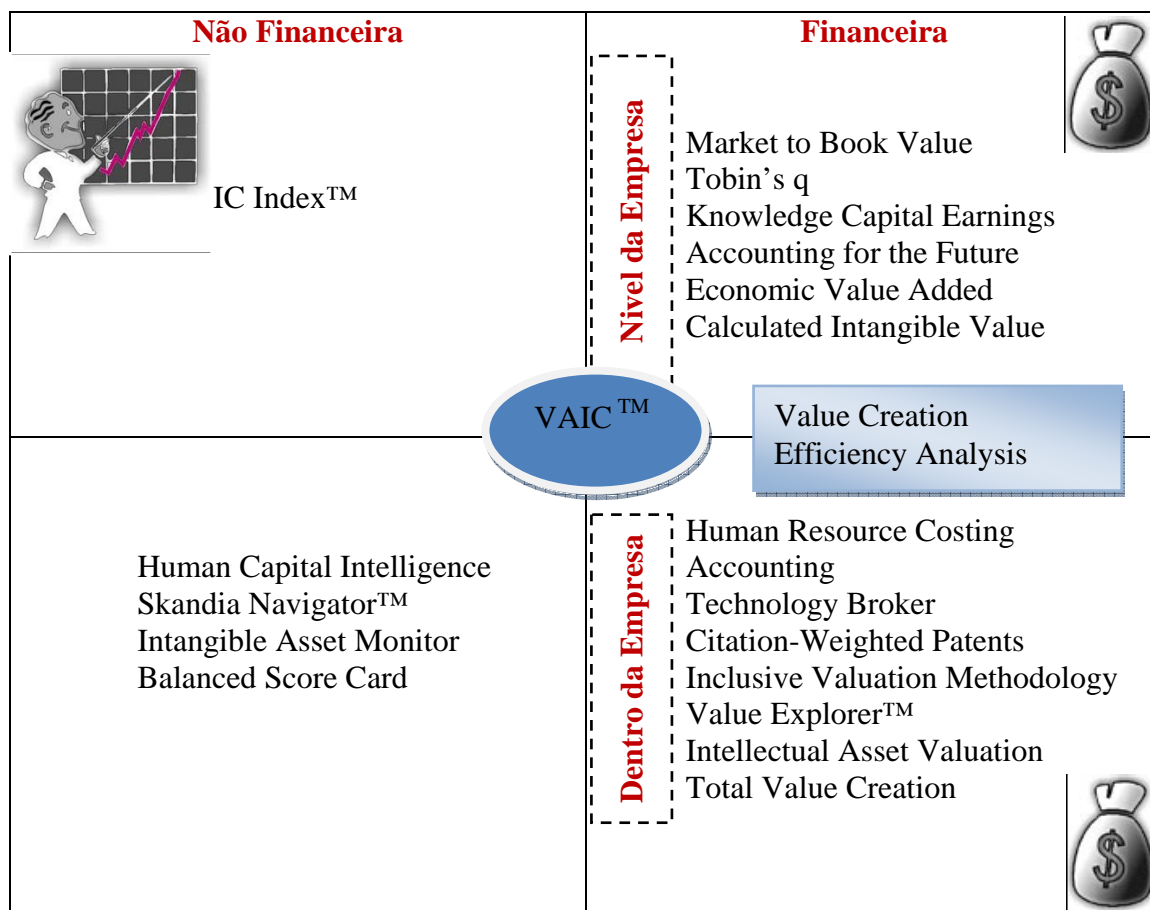 Não Financeira
Financeira
IC Index™
Nivel da Empresa
Market to Book Value
Tobin’s q
Knowledge Capital Earnings
Accounting for the Future
Economic Value Added
Calculated Intangible Value
VAIC™
Value Creation
Efficiency Analysis
Human Capital Intelligence
Skandia Navigator™
Intangible Asset Monitor
Balanced Score Card
Dentro da Empresa
Human Resource Costing
Accounting
Technology Broker
Citation-Weighted Patents
Inclusive Valuation Methodology
Value Explorer™
Intellectual Asset Valuation
Total Value Creation
$
$